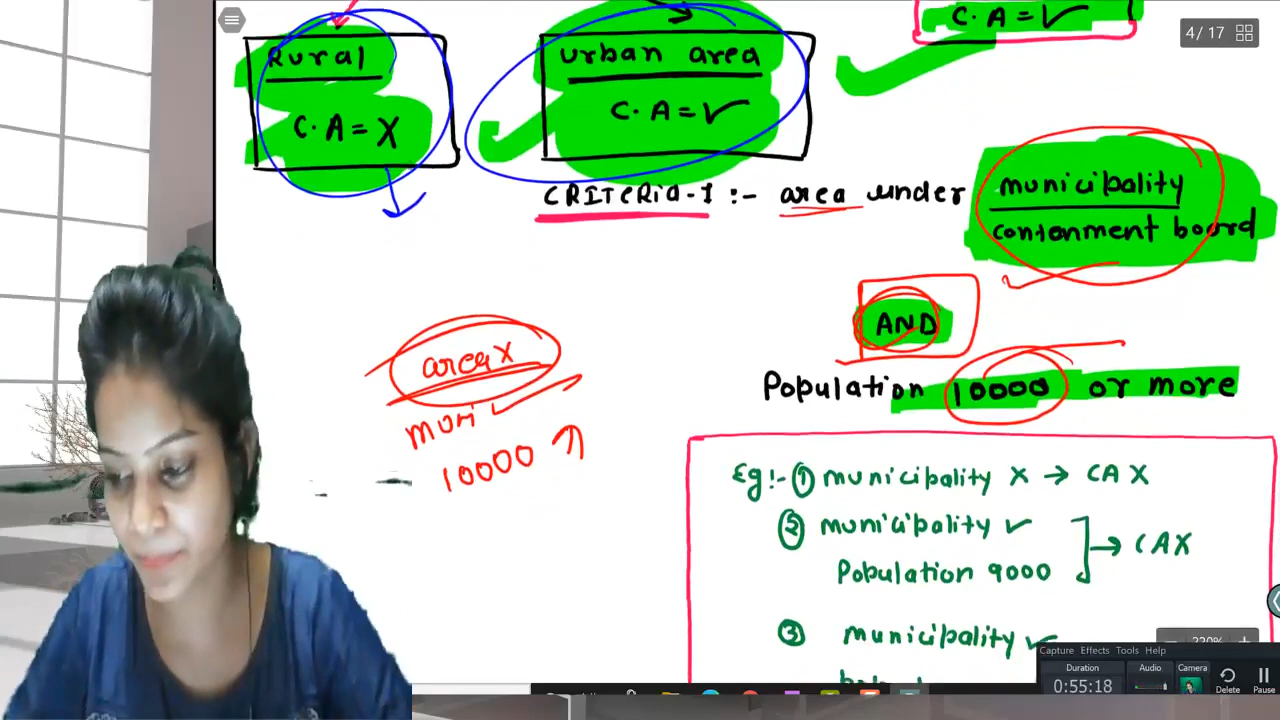 C.A = ✓
4 / 17
Rural
C.A = X
urban area
C.A = ✓
CRITERIA-I :- area under municipality
contonment board
AND
Population 10000 or more
area X
muni ✓
10000 ↑
Eg:- ① municipality X → CA X
② municipality ✓
Population 9000
→ CAX
③ municipality ✓
Capture Effects Tools Help
Duration
0:55:18
Audio
Camera
Delete
Pause